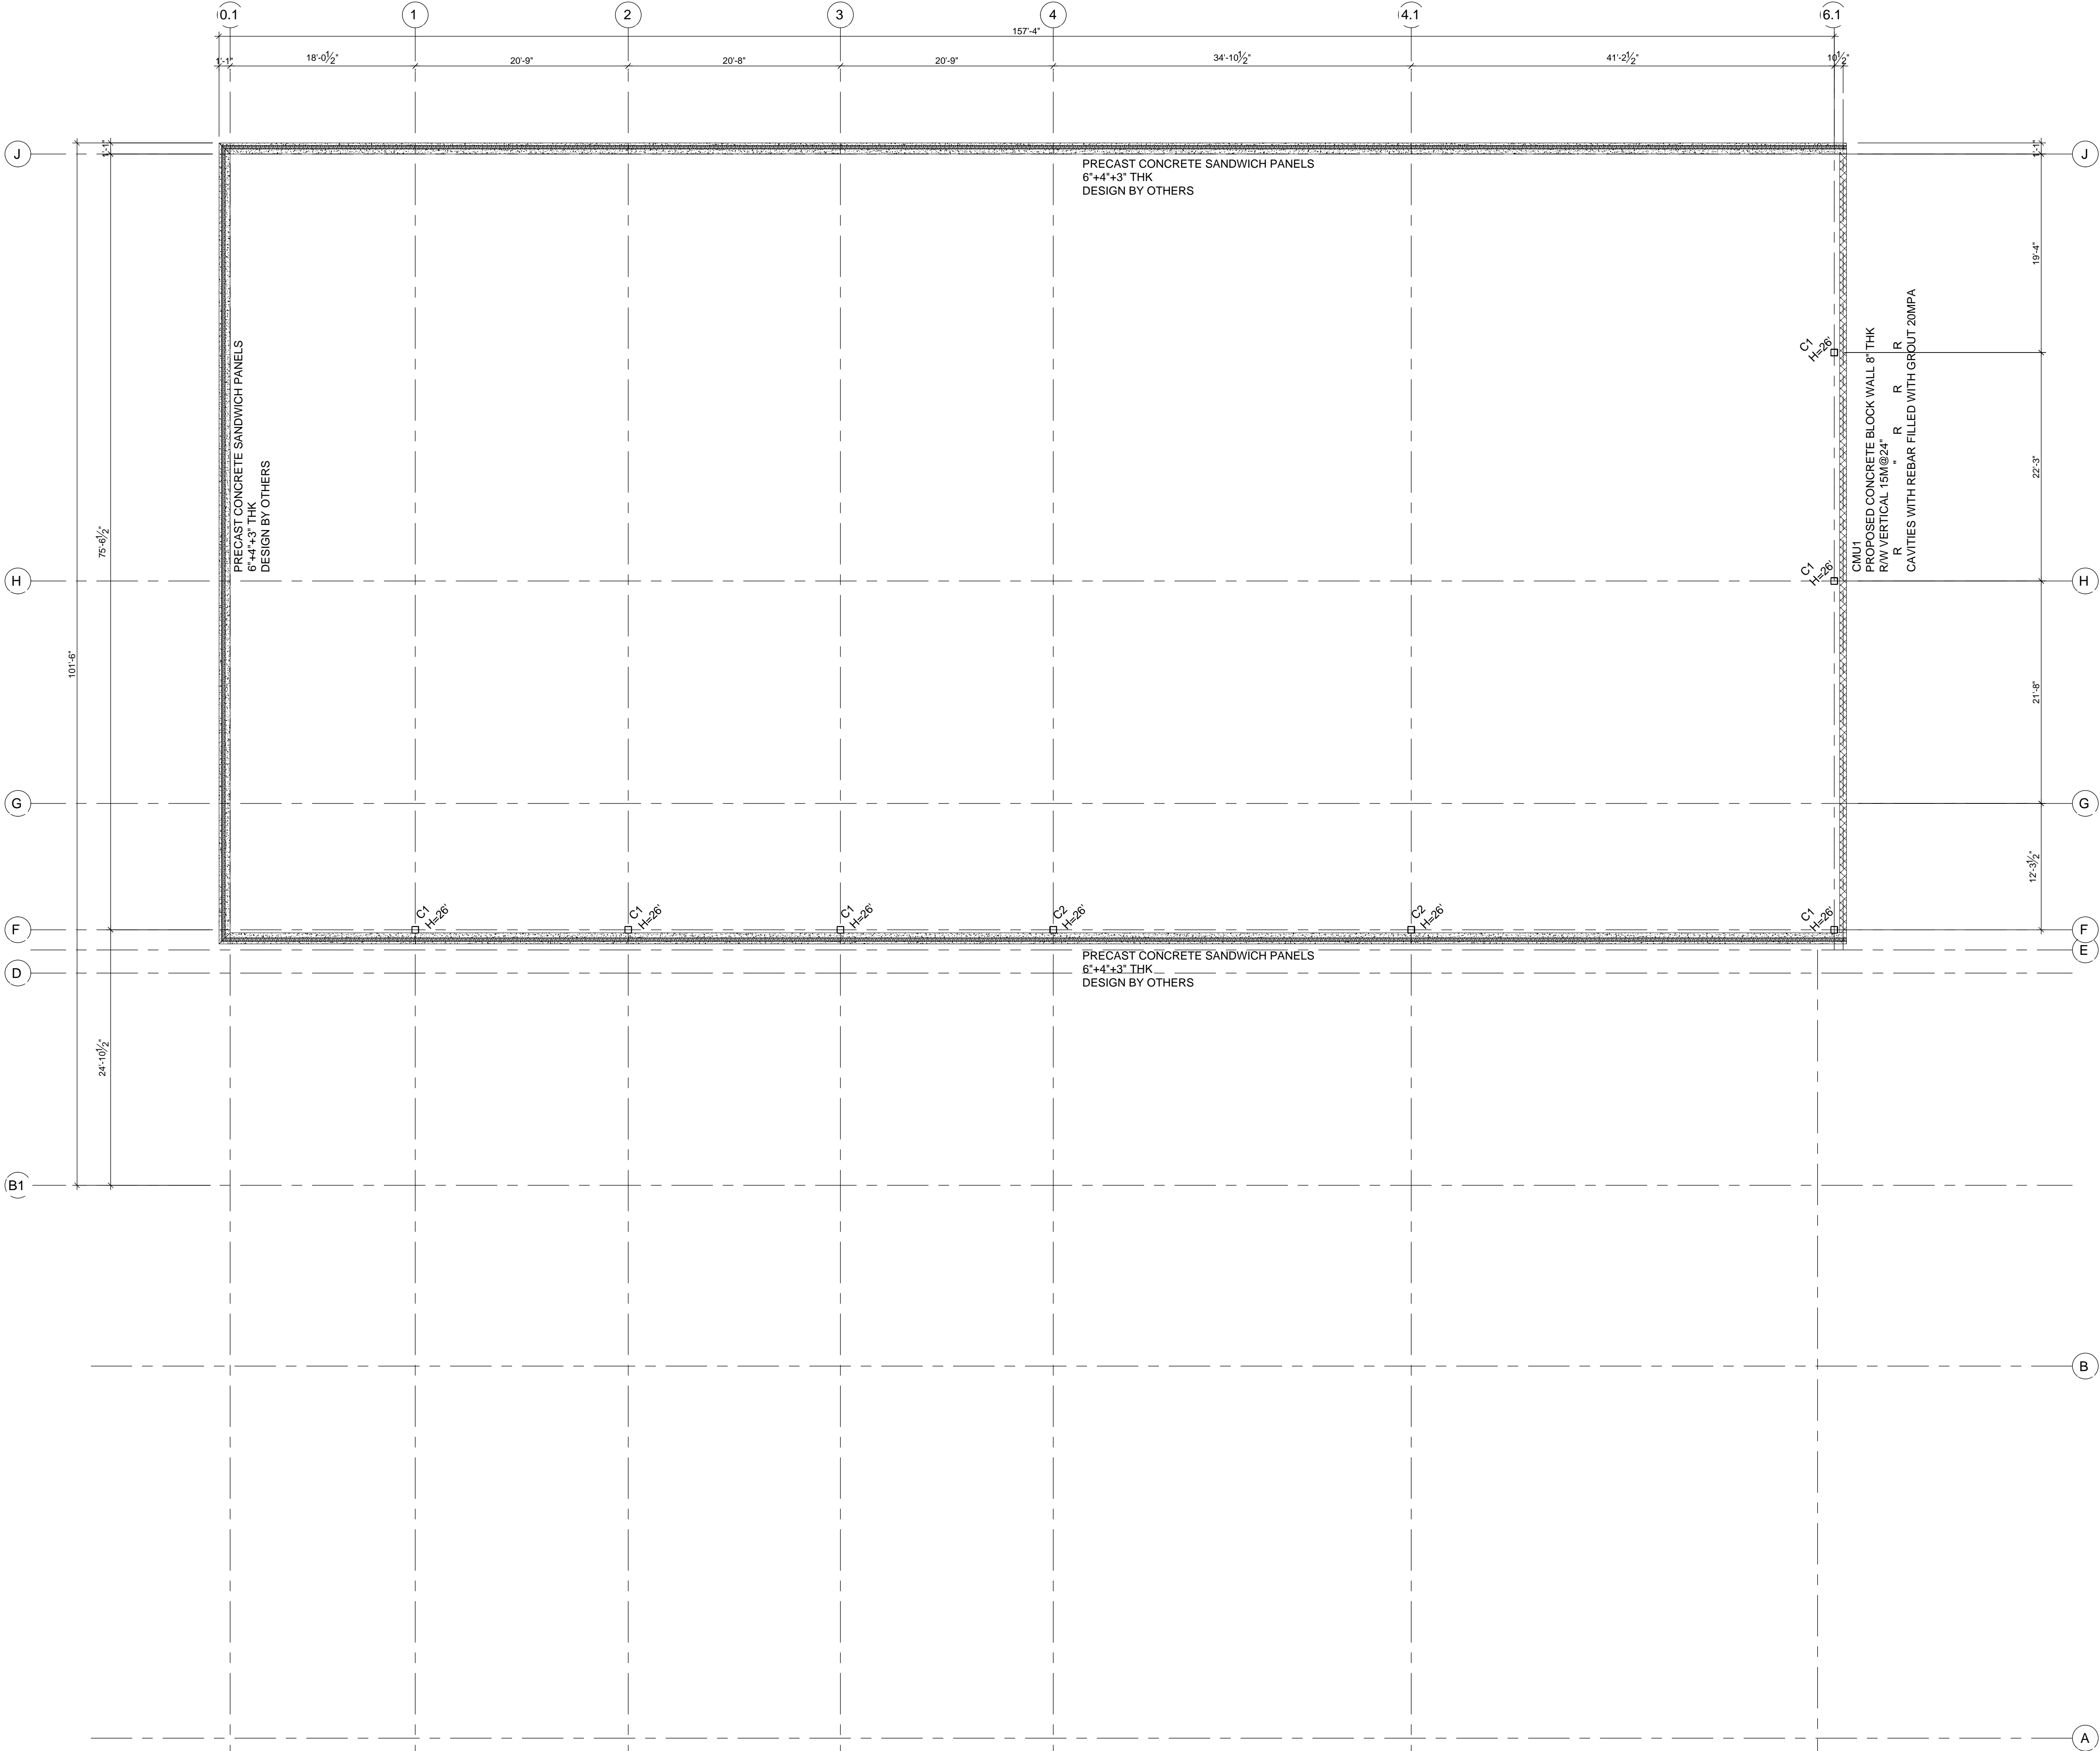 0.1
1
2
3
4
4.1
6.1
157'-4"
1'-1"
18'-0½"
20'-9"
20'-8"
20'-9"
34'-10½"
41'-2½"
10½"
J
J
1'-1"
1'-1"
PRECAST CONCRETE SANDWICH PANELS
6"+4"+3" THK
DESIGN BY OTHERS
19'-4"
C1
H=26'
PRECAST CONCRETE SANDWICH PANELS
6"+4"+3" THK
DESIGN BY OTHERS
CMU1
PROPOSED CONCRETE BLOCK WALL 8" THK
R/W VERTICAL 15M@24"
R " R R R
CAVITIES WITH REBAR FILLED WITH GROUT 20MPA
22'-3"
75'-6½"
H
C1
H=26'
H
101'-6"
21'-8"
G
G
12'-3½"
F
C1
H=26'
C1
H=26'
C1
H=26'
C2
H=26'
C2
H=26'
C1
H=26'
F
E
PRECAST CONCRETE SANDWICH PANELS
6"+4"+3" THK
DESIGN BY OTHERS
D
24'-10½"
B1
B
A